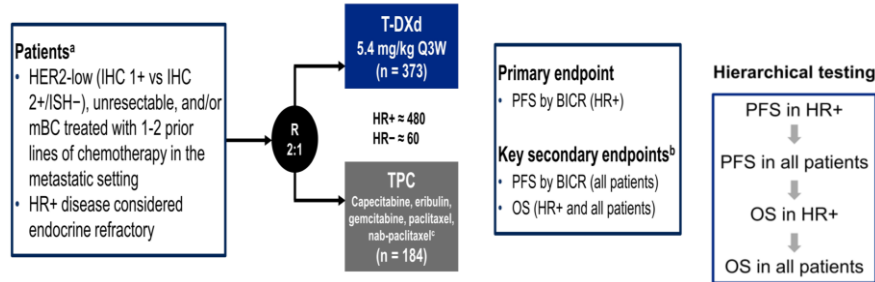 Patientsᵃ
• HER2-low (IHC 1+ vs IHC
2+/ISH−), unresectable, and/or
mBC treated with 1-2 prior
lines of chemotherapy in the
metastatic setting
• HR+ disease considered
endocrine refractory
R
2:1
T-DXd
5.4 mg/kg Q3W
(n = 373)
HR+ ≈ 480
HR− ≈ 60
TPC
Capecitabine, eribulin,
gemcitabine, paclitaxel,
nab-paclitaxelᶜ
(n = 184)
Primary endpoint
• PFS by BICR (HR+)
Key secondary endpointsᵇ
• PFS by BICR (all patients)
• OS (HR+ and all patients)
Hierarchical testing
PFS in HR+
PFS in all patients
OS in HR+
OS in all patients